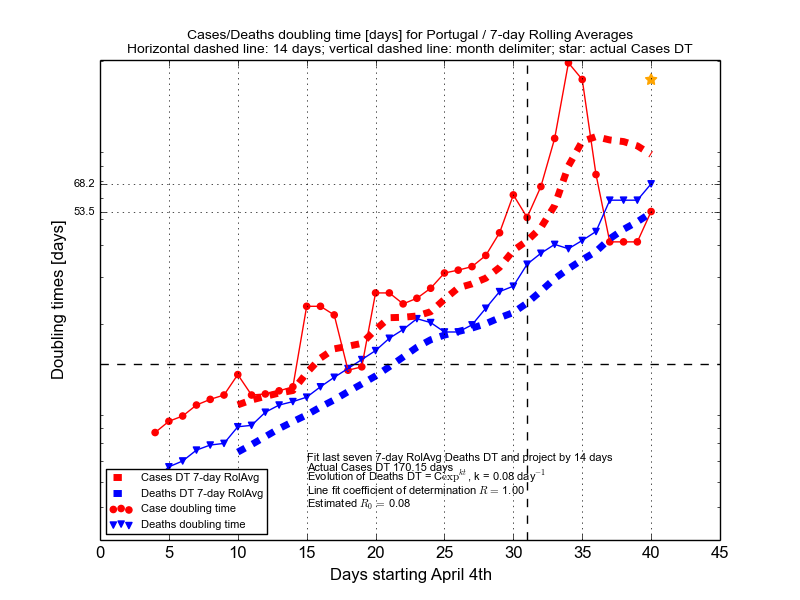 Cases/Deaths doubling time [days] for Portugal / 7-day Rolling Averages
Horizontal dashed line: 14 days; vertical dashed line: month delimiter; star: actual Cases DT
68.2
53.5
Doubling times [days]
Fit last seven 7-day RolAvg Deaths DT and project by 14 days
Actual Cases DT 170.15 days
Evolution of Deaths DT = Cexp^{kt}, k = 0.08 day^{-1}
Line fit coefficient of determination R = 1.00
Estimated R_0 = 0.08
Cases DT 7-day RolAvg
Deaths DT 7-day RolAvg
Case doubling time
Deaths doubling time
0 5 10 15 20 25 30 35 40 45
Days starting April 4th